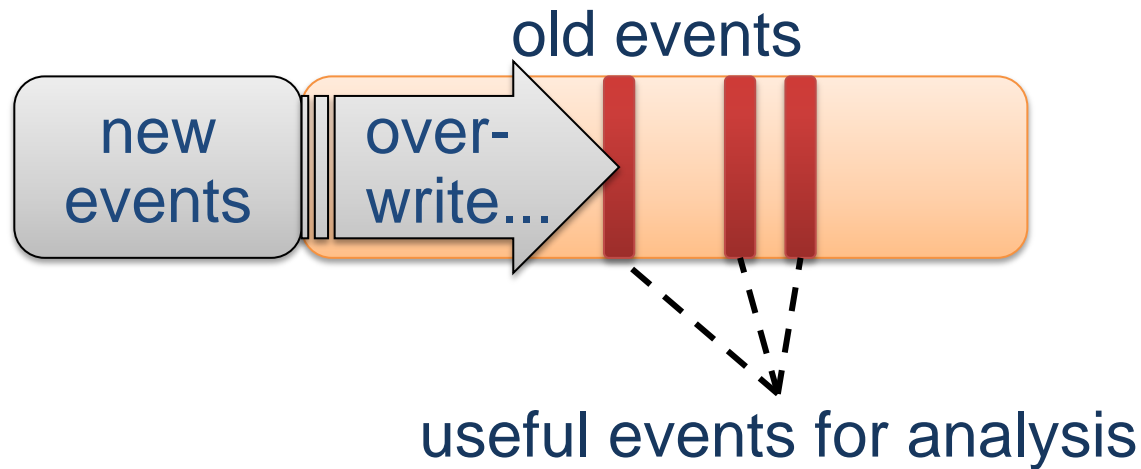 old events
new
events
over-
write...
useful events for analysis